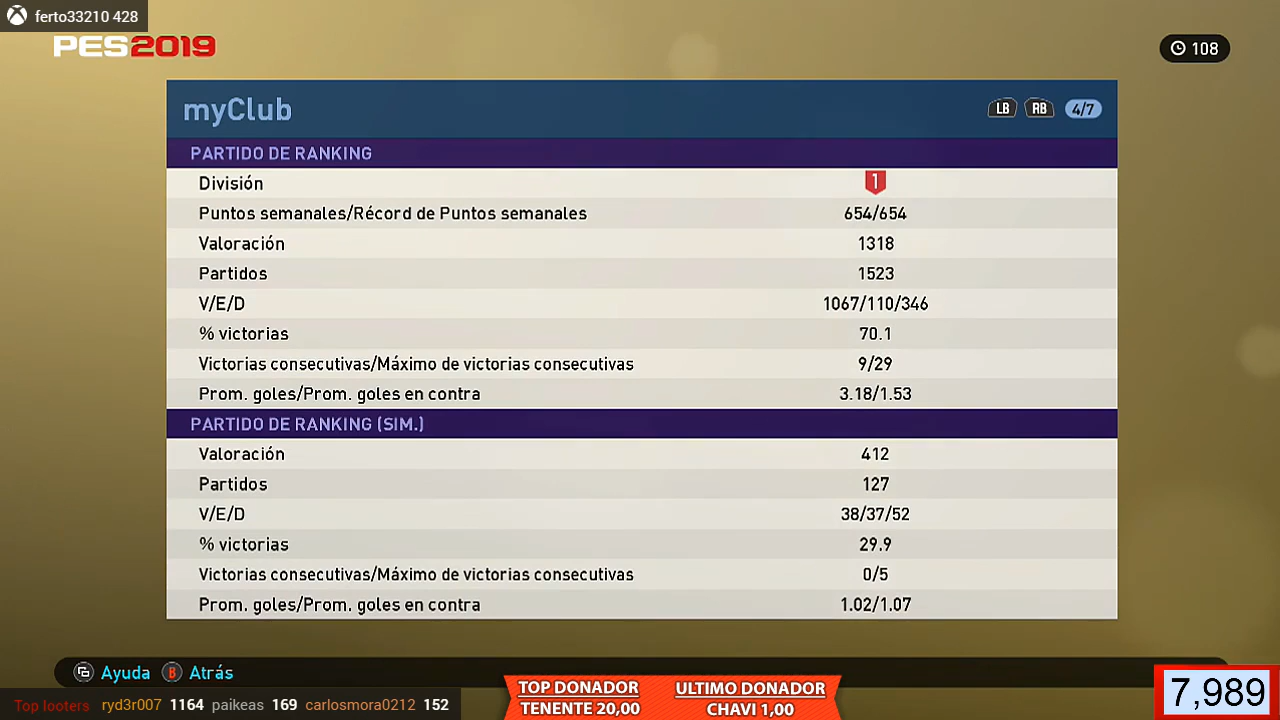 ferto33210 428
PES2019
108
myClub
LB RB 4/7
PARTIDO DE RANKING
División 1
Puntos semanales/Récord de Puntos semanales 654/654
Valoración 1318
Partidos 1523
V/E/D 1067/110/346
% victorias 70.1
Victorias consecutivas/Máximo de victorias consecutivas 9/29
Prom. goles/Prom. goles en contra 3.18/1.53
PARTIDO DE RANKING (SIM.)
Valoración 412
Partidos 127
V/E/D 38/37/52
% victorias 29.9
Victorias consecutivas/Máximo de victorias consecutivas 0/5
Prom. goles/Prom. goles en contra 1.02/1.07
Ayuda B Atrás
Top looters ryd3r007 1164 paikeas 169 carlosmora0212 152
TOP DONADOR
TENENTE 20,00
ULTIMO DONADOR
CHAVI 1,00
7,989